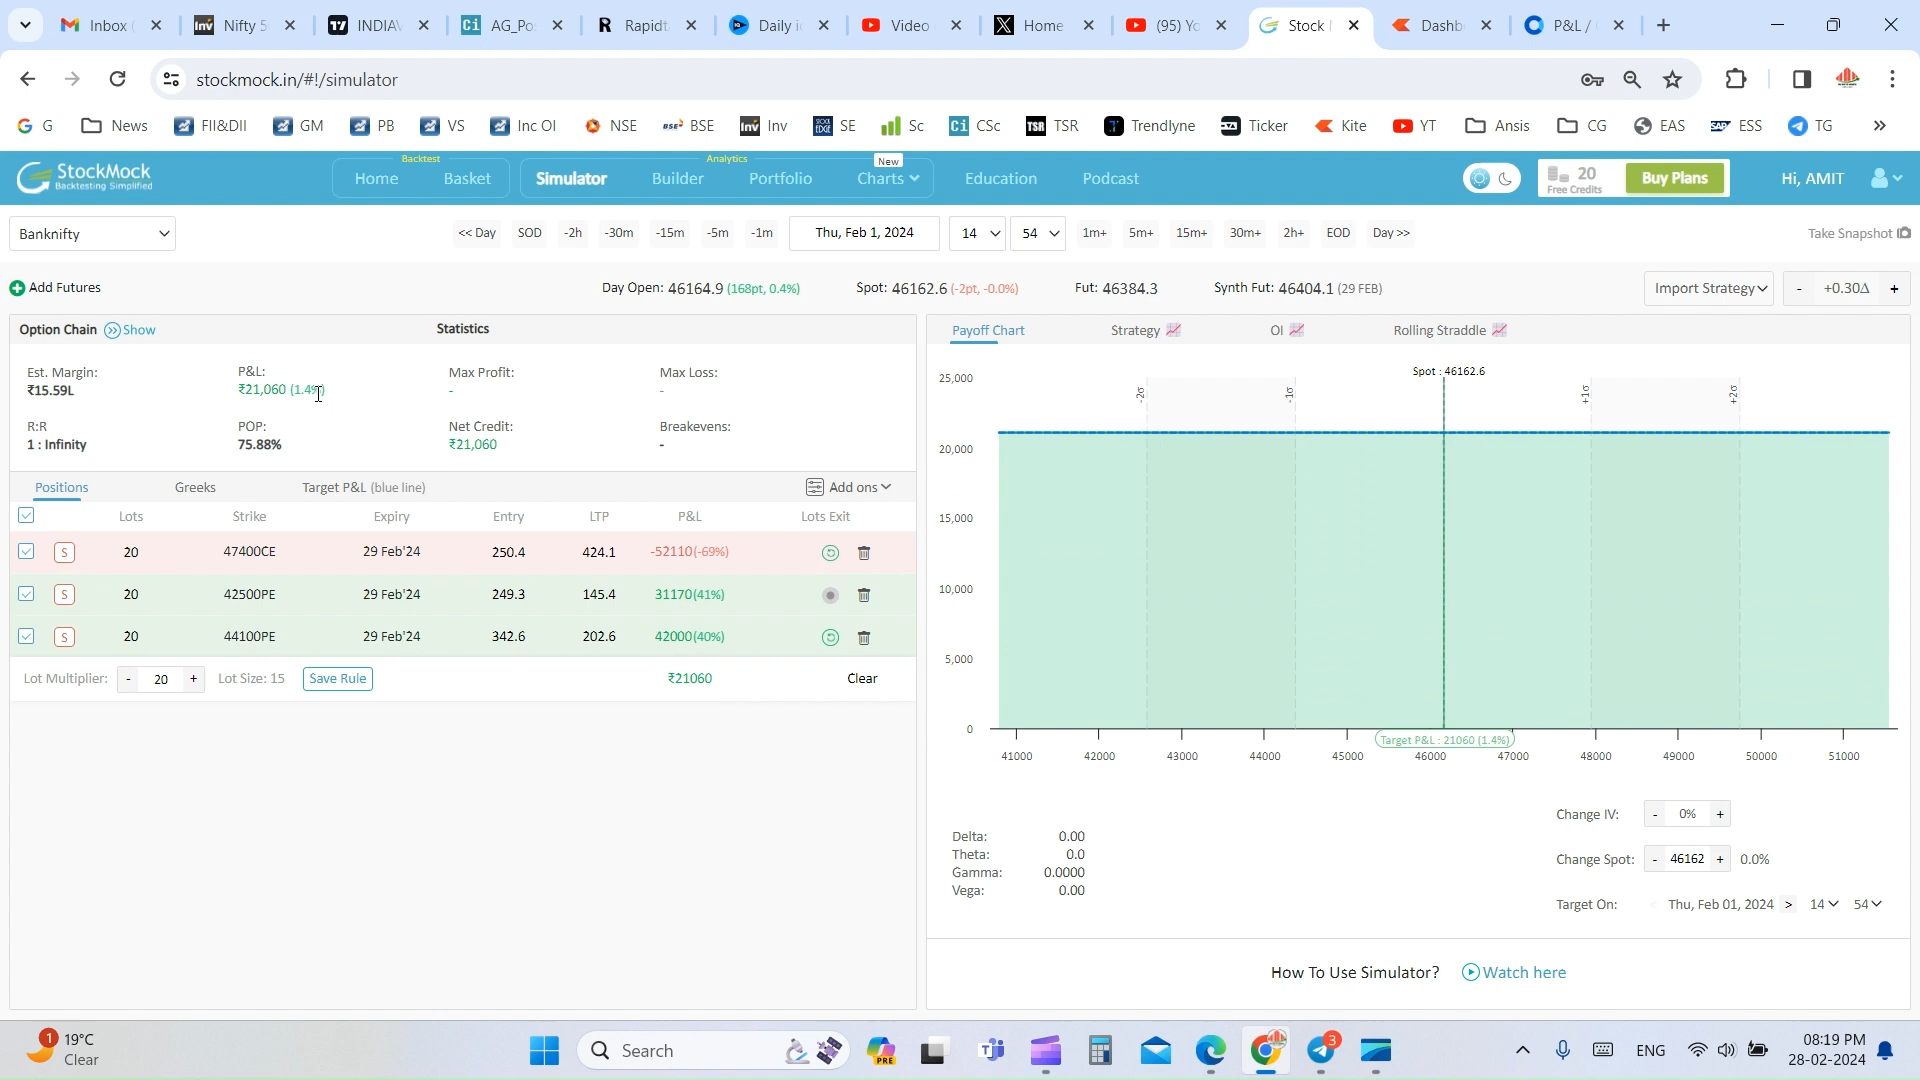 Inbox
Nifty 5
INDIAV
AG_Po
Rapidt
Daily i
Video
Home
(95) Yo
Stock
Dashb
P&L /
stockmock.in/#!/simulator
G
News
FII&DII
GM
PB
VS
Inc OI
NSE
BSE
Inv
SE
Sc
CSc
TSR
Trendlyne
Ticker
Kite
YT
Ansis
CG
EAS
ESS
TG
StockMock
Backtesting Simplified
Backtest
Home
Basket
Analytics
Simulator
Builder
Portfolio
New
Charts
Education
Podcast
20
Free Credits
Buy Plans
Hi, AMIT
Banknifty
<< Day
SOD
-2h
-30m
-15m
-5m
-1m
Thu, Feb 1, 2024
14
54
1m+
5m+
15m+
30m+
2h+
EOD
Day >>
Take Snapshot
Add Futures
Day Open: 46164.9 (168pt, 0.4%)
Spot: 46162.6 (-2pt, -0.0%)
Fut: 46384.3
Synth Fut: 46404.1 (29 FEB)
Import Strategy
- +0.30Δ +
Option Chain Show
Statistics
Est. Margin:
₹15.59L
P&L:
₹21,060 (1.4%)
Max Profit:
-
Max Loss:
-
R:R
1 : Infinity
POP:
75.88%
Net Credit:
₹21,060
Breakevens:
-
Positions
Greeks
Target P&L (blue line)
Add ons
Lots Strike Expiry Entry LTP P&L Lots Exit
S 20 47400CE 29 Feb'24 250.4 424.1 -52110(-69%)
S 20 42500PE 29 Feb'24 249.3 145.4 31170(41%)
S 20 44100PE 29 Feb'24 342.6 202.6 42000(40%)
Lot Multiplier: - 20 + Lot Size: 15 Save Rule ₹21060 Clear
Payoff Chart
Strategy
OI
Rolling Straddle
Spot : 46162.6
-2σ
-1σ
+1σ
+2σ
25,000
20,000
15,000
10,000
5,000
0
Target P&L : 21060 (1.4%)
41000 42000 43000 44000 45000 46000 47000 48000 49000 50000 51000
Delta: 0.00
Theta: 0.0
Gamma: 0.0000
Vega: 0.00
Change IV: - 0% +
Change Spot: - 46162 + 0.0%
Target On: < Thu, Feb 01, 2024 > 14 54
How To Use Simulator? Watch here
1
19°C
Clear
Search
PRE
3
ENG
08:19 PM
28-02-2024